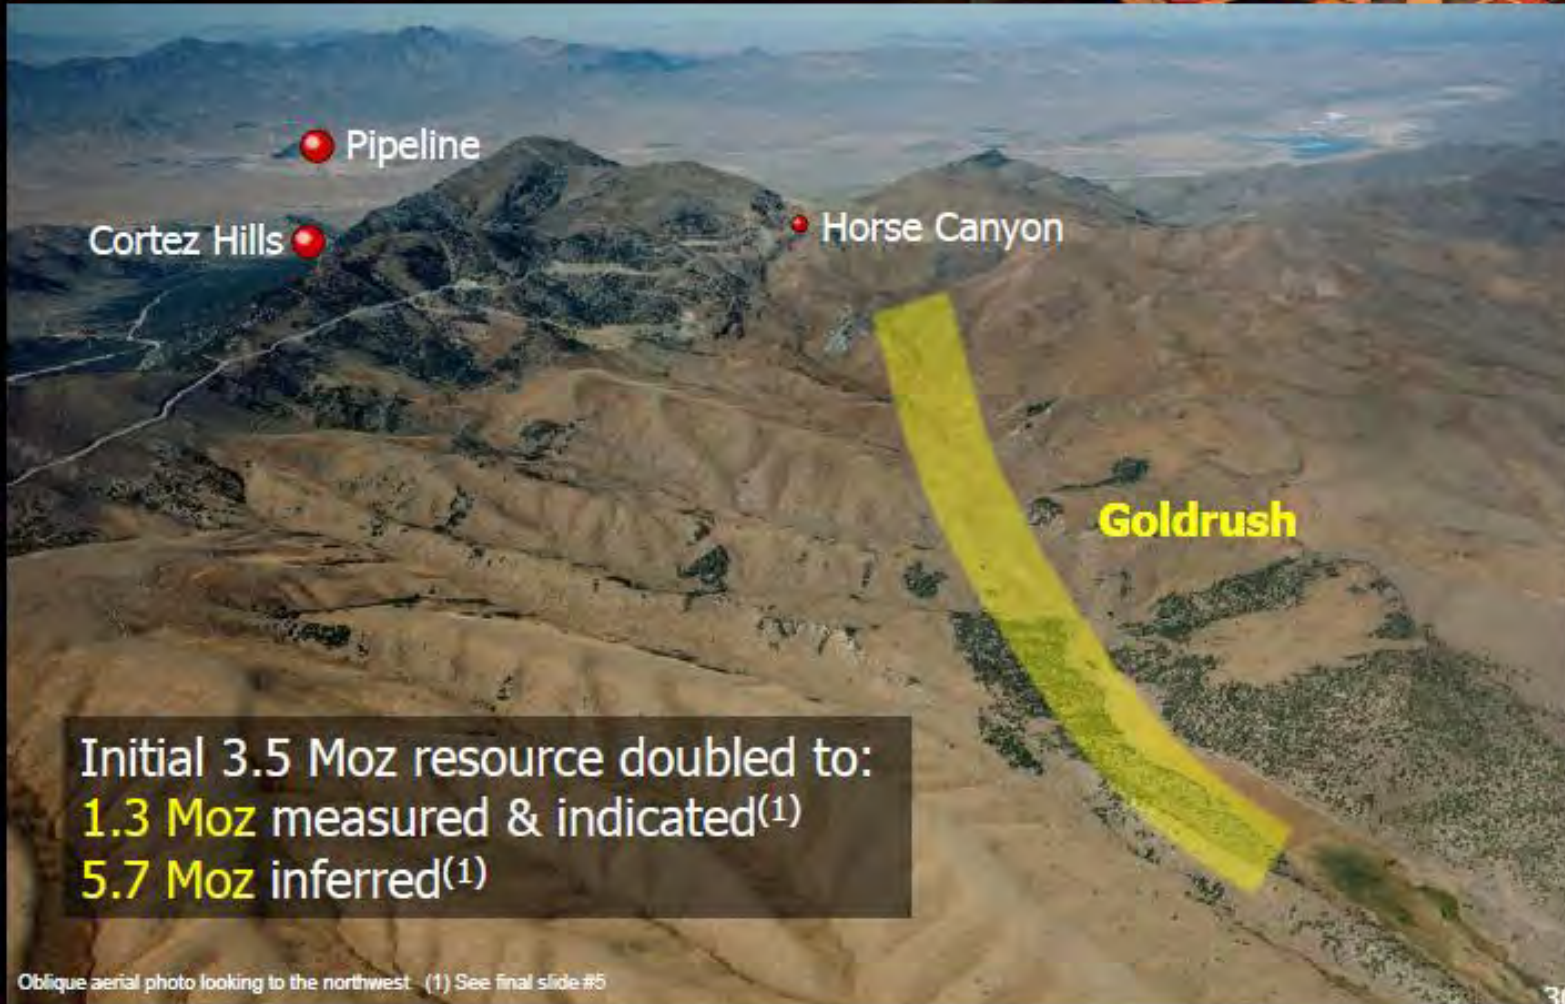 Pipeline
Cortez Hills
Horse Canyon
Goldrush
Initial 3.5 Moz resource doubled to:
1.3 Moz measured & indicated(1)
5.7 Moz inferred(1)
Oblique aerial photo looking to the northwest (1) See final slide #5